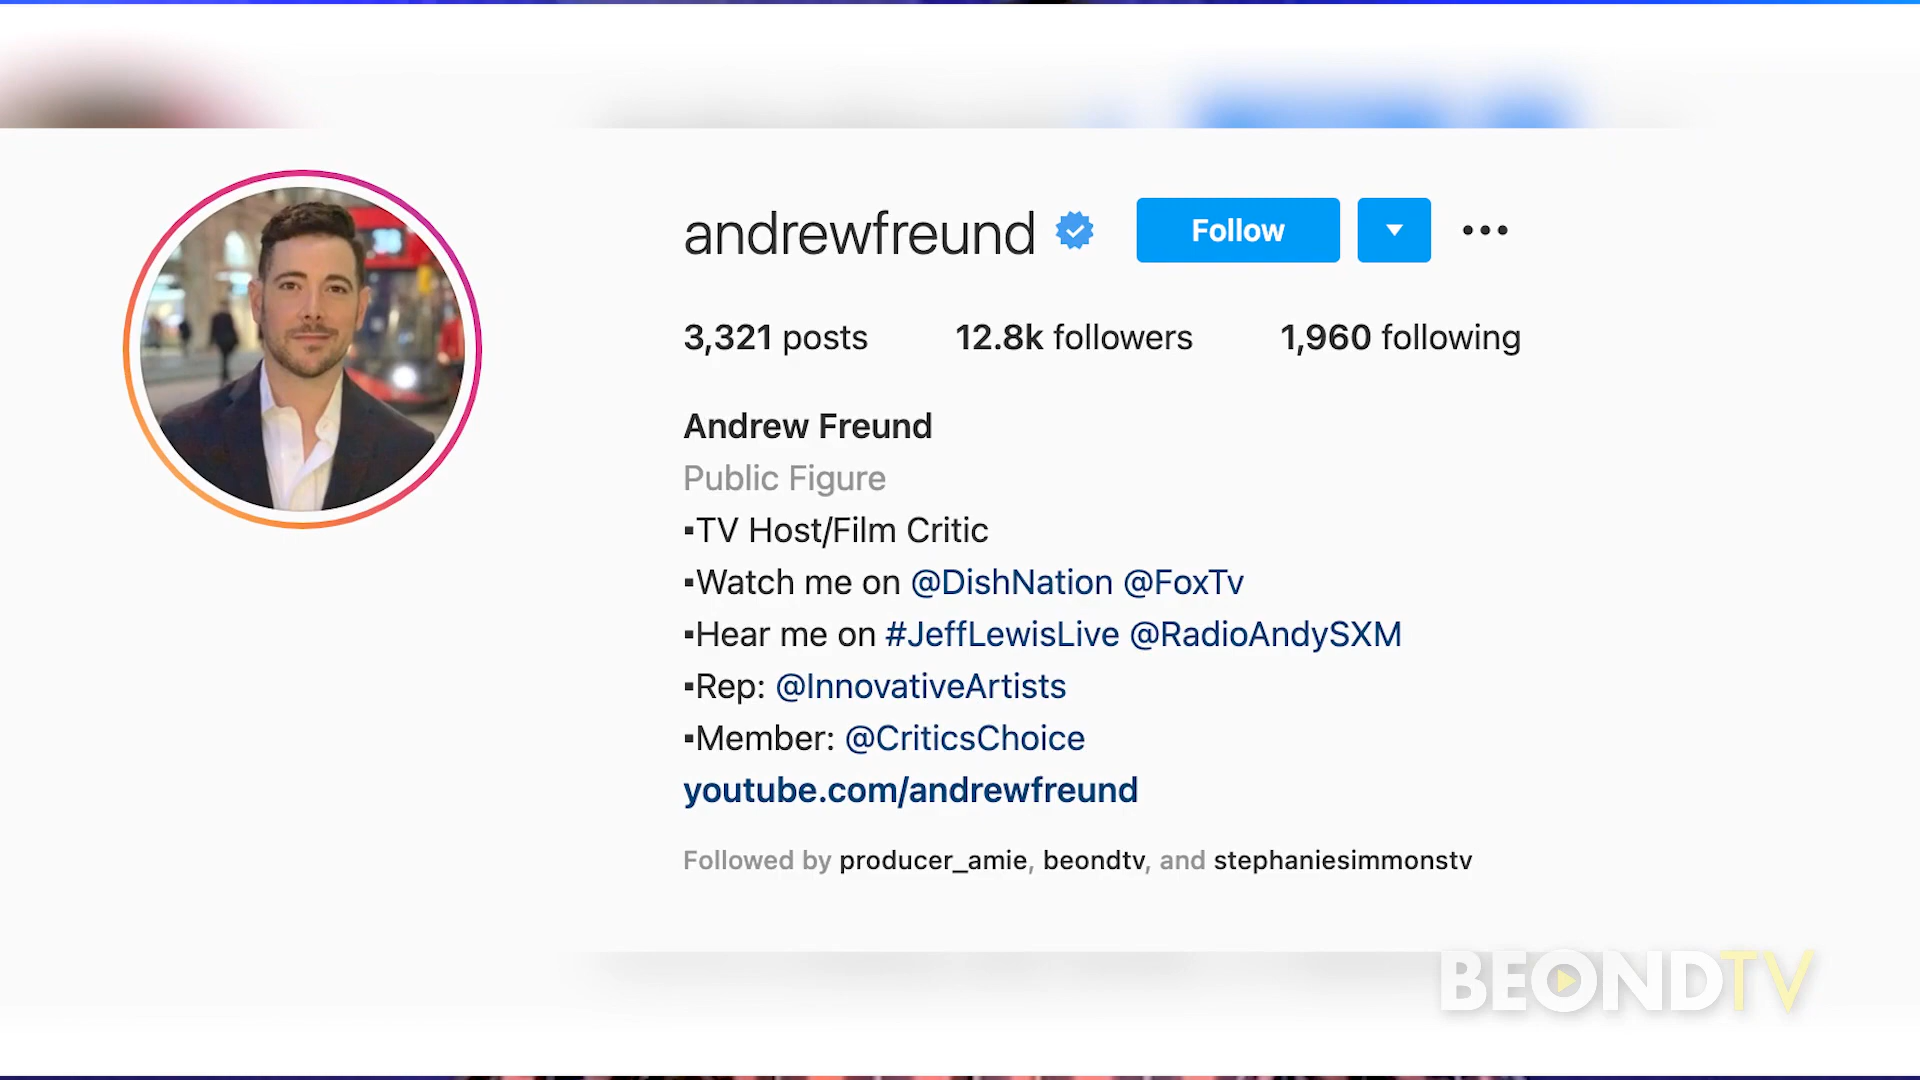 andrewfreund
Follow
3,321 posts 12.8k followers 1,960 following
Andrew Freund
Public Figure
▪TV Host/Film Critic
▪Watch me on @DishNation @FoxTv
▪Hear me on #JeffLewisLive @RadioAndySXM
▪Rep: @InnovativeArtists
▪Member: @CriticsChoice
youtube.com/andrewfreund
Followed by producer_amie, beondtv, and stephaniesimmonstv
BEONDTV